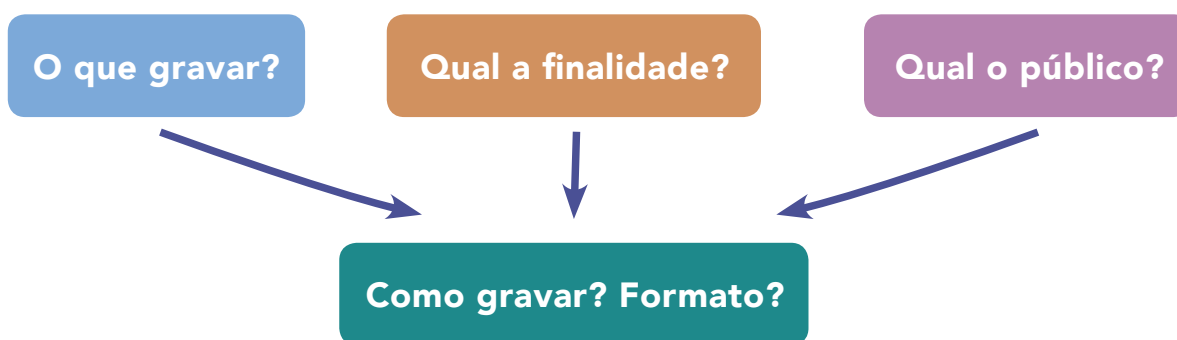 O que gravar?
Qual a finalidade?
Qual o público?
Como gravar? Formato?